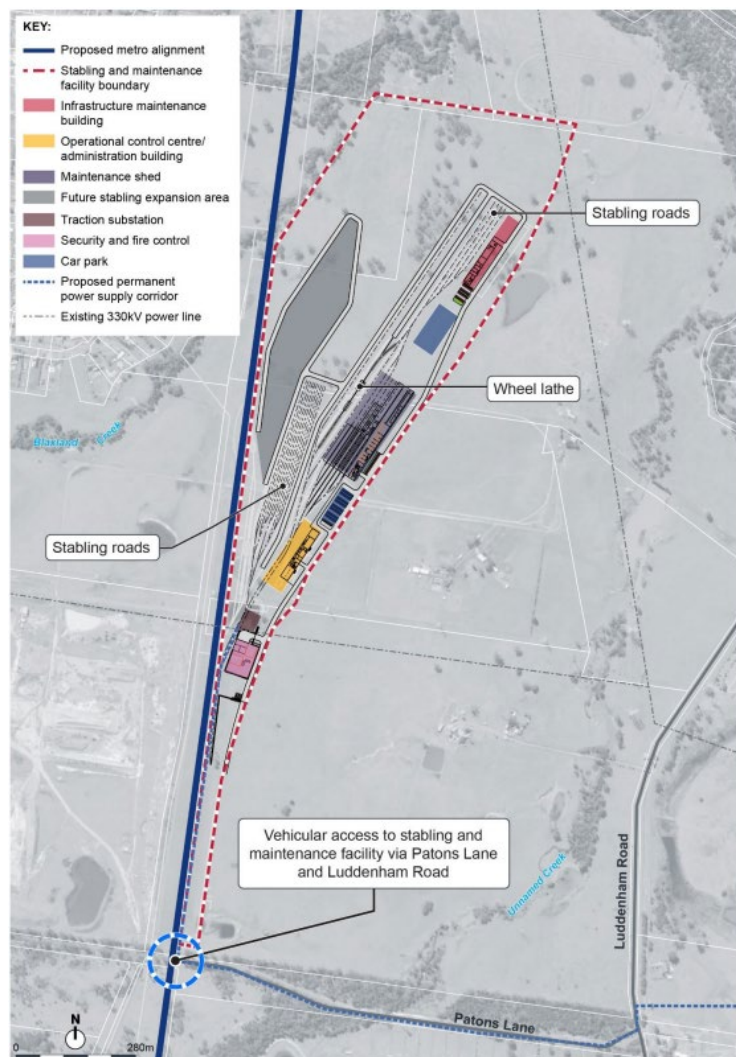 KEY:
Proposed metro alignment
Stabling and maintenance
facility boundary
Infrastructure maintenance
building
Operational control centre/
administration building
Maintenance shed
Future stabling expansion area
Traction substation
Security and fire control
Car park
Proposed permanent
power supply corridor
Existing 330kV power line
Stabling roads
Wheel lathe
Blaxland Creek
Stabling roads
Vehicular access to stabling and
maintenance facility via Patons Lane
and Luddenham Road
Unnamed Creek
Luddenham Road
Patons Lane
N
0 280m